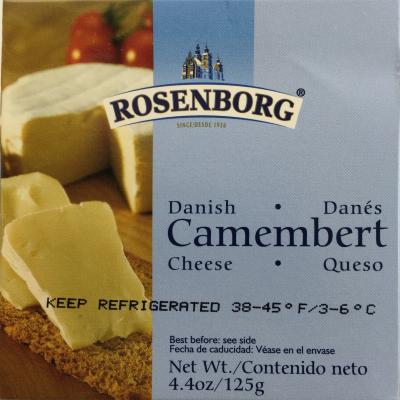 ROSENBORG®
SINCE/DESDE 1938
Danish • Danés
Camembert
Cheese • Queso
KEEP REFRIGERATED 38-45°F/3-6°C
Best before: see side
Fecha de caducidad: Véase en el envase
Net Wt./Contenido neto
4.4oz/125g